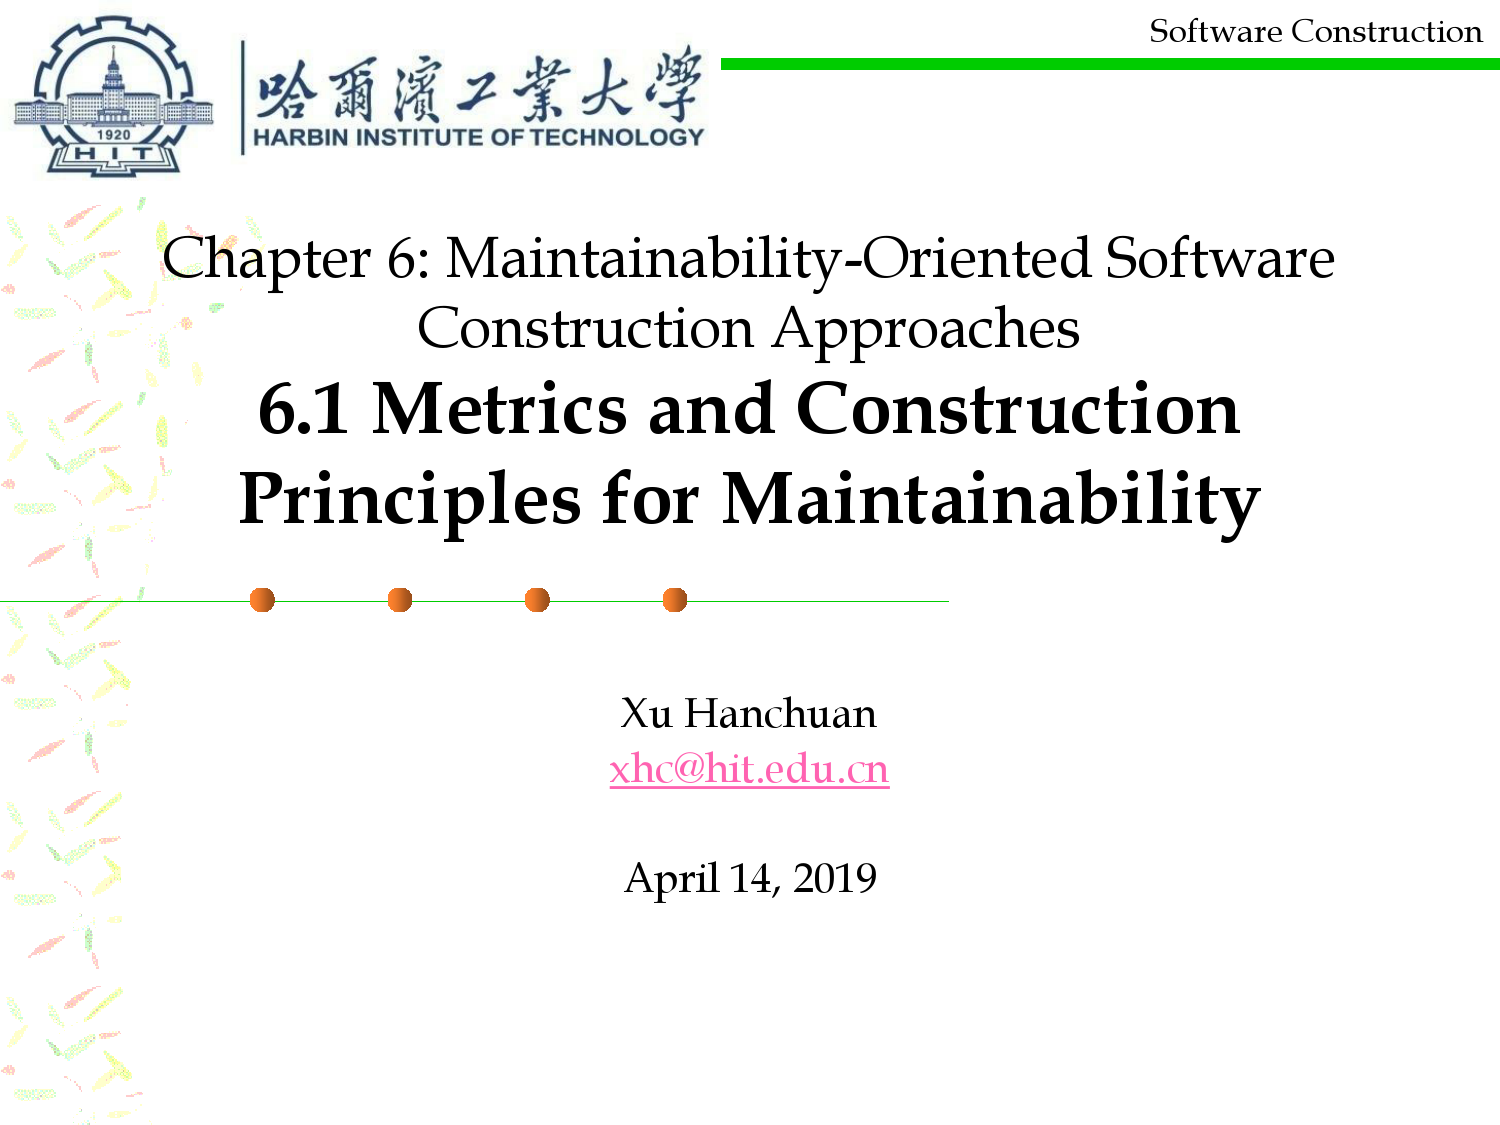 Software Construction
哈爾濱工業大學
HARBIN INSTITUTE OF TECHNOLOGY
1920
HIT
Chapter 6: Maintainability-Oriented Software
Construction Approaches
6.1 Metrics and Construction
Principles for Maintainability
Xu Hanchuan
xhc@hit.edu.cn
April 14, 2019